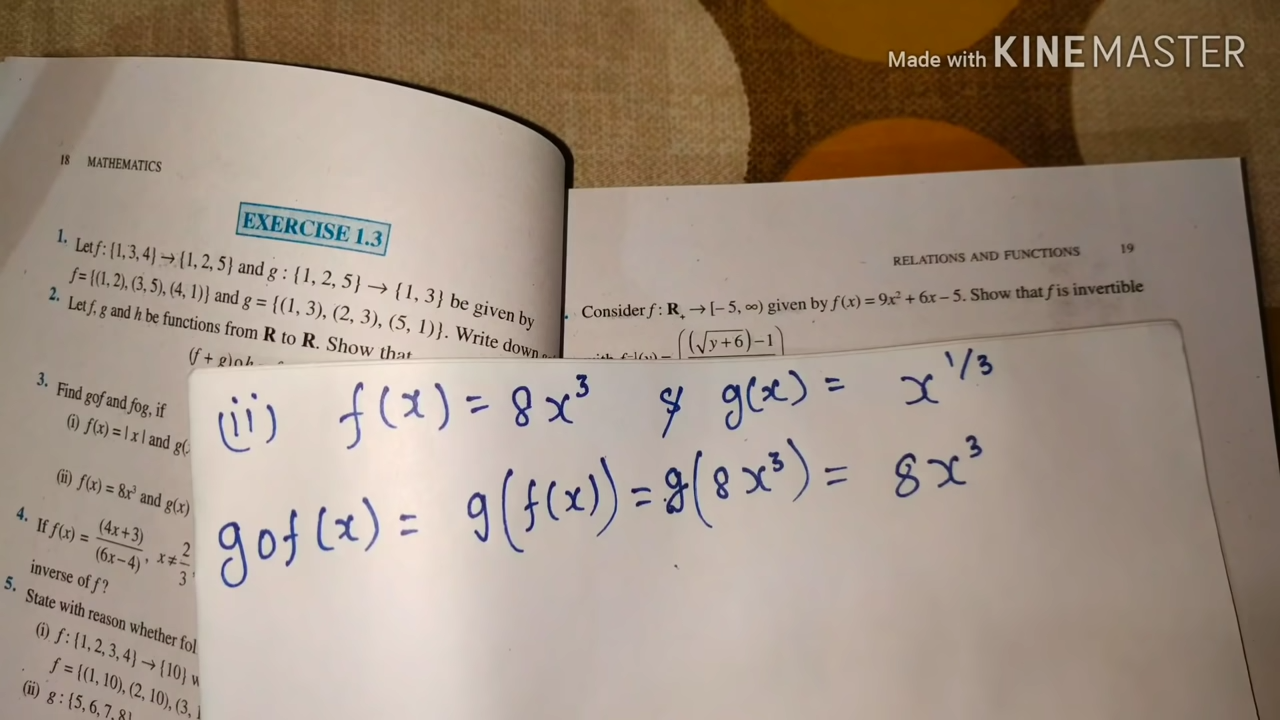 Made with KINEMASTER
18 MATHEMATICS
EXERCISE 1.3
1. Let f : {1, 3, 4} → {1, 2, 5} and g : {1, 2, 5} → {1, 3} be given by
f = {(1, 2), (3, 5), (4, 1)} and g = {(1, 3), (2, 3), (5, 1)}. Write down
2. Let f, g and h be functions from R to R. Show that
(f + g)oh
3. Find gof and fog, if
(i) f(x) = | x | and g(
(ii) f(x) = 8x³ and g(x)
4. If f(x) = (4x+3)/(6x−4), x ≠ 2/3,
inverse of f?
5. State with reason whether fol
(i) f : {1, 2, 3, 4} → {10} w
f = {(1, 10), (2, 10), (3,
(ii) g : {5, 6, 7, 8}
RELATIONS AND FUNCTIONS 19
Consider f : R₊ → [− 5, ∞) given by f(x) = 9x² + 6x − 5. Show that f is invertible
((√y+6)−1)
(ii) f(x) = 8x³ & g(x) = x^1/3
gof(x) = g(f(x)) = g(8x³) = 8x³